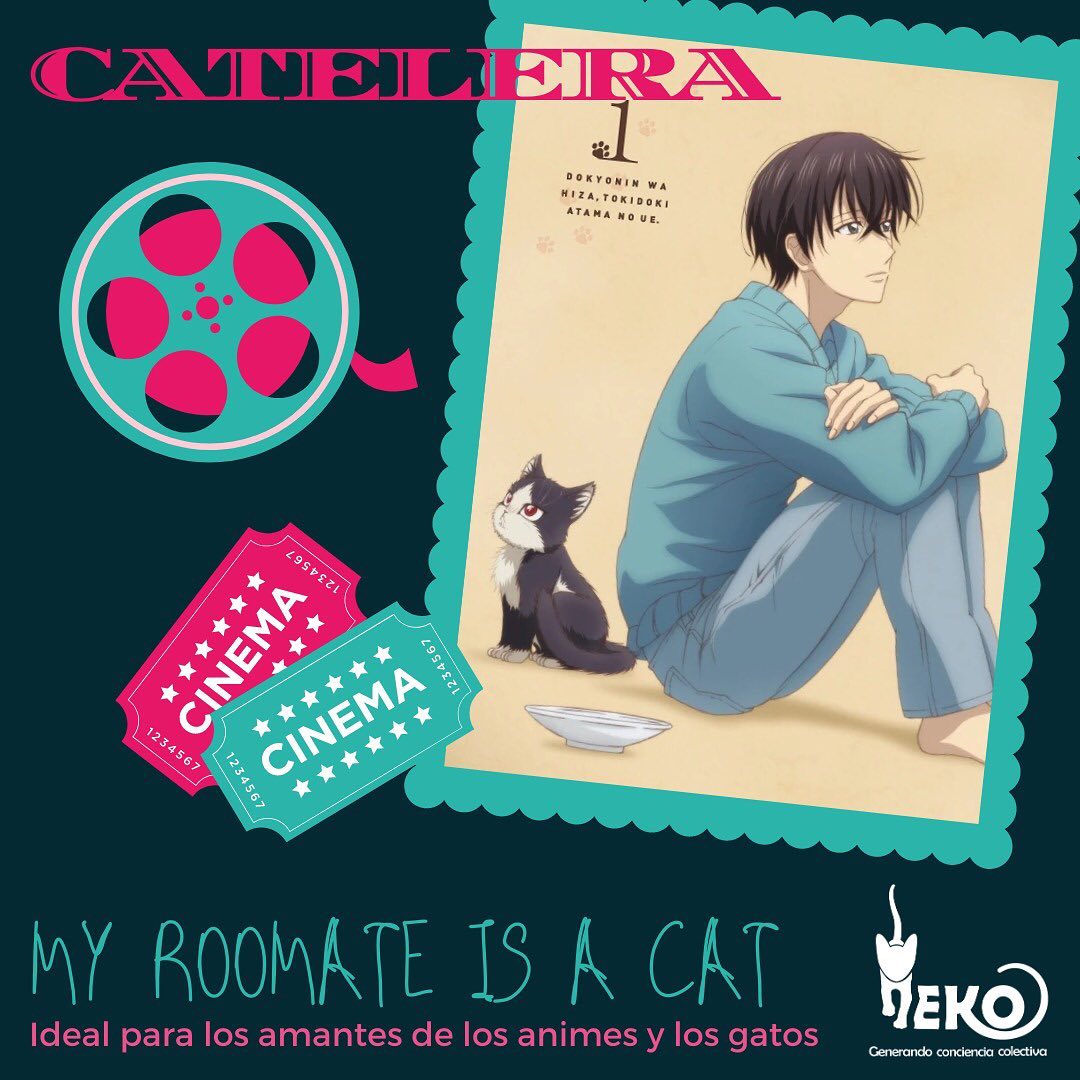 CATELERA
1
DOKYONIN WA
HIZA, TOKIDOKI
ATAMA NO UE.
1234567
CINEMA
1234567
1234567
CINEMA
1234567
MY ROOMATE IS A CAT
Ideal para los amantes de los animes y los gatos
NEKO
Generando conciencia colectiva